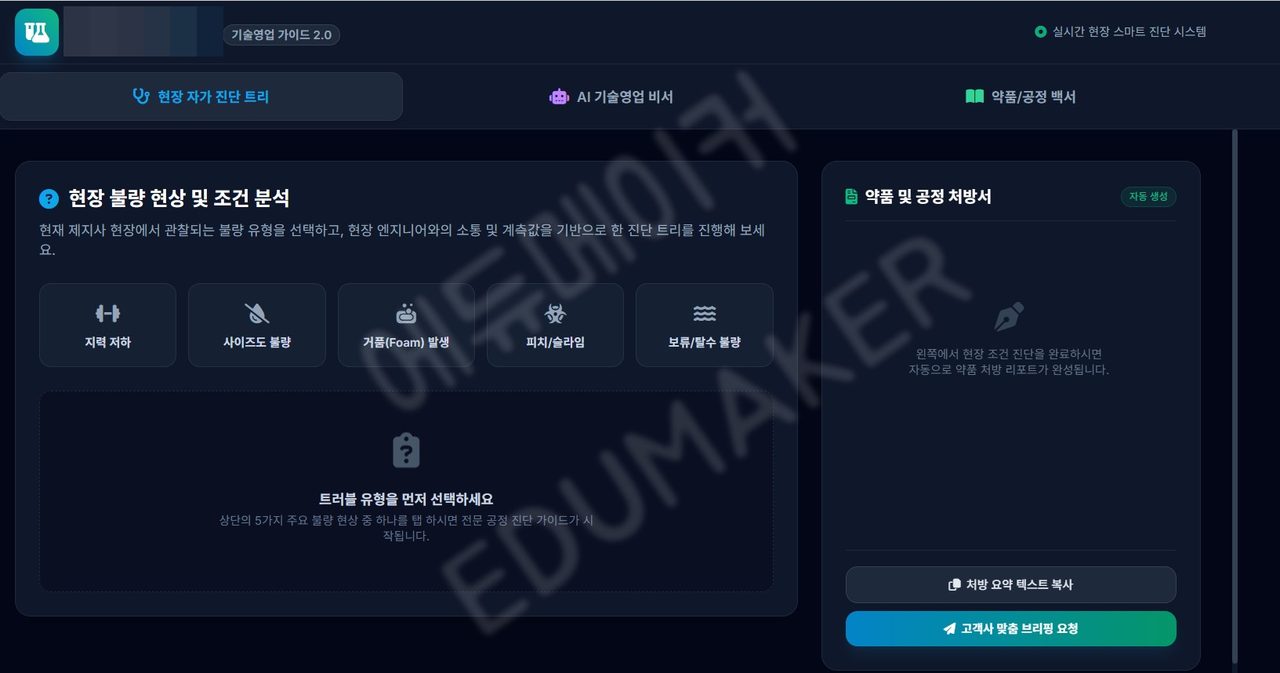 기술영업 가이드 2.0
실시간 현장 스마트 진단 시스템
현장 자가 진단 트리
AI 기술영업 비서
약품/공정 백서
현장 불량 현상 및 조건 분석
현재 제지사 현장에서 관찰되는 불량 유형을 선택하고, 현장 엔지니어와의 소통 및 계측값을 기반으로 한 진단 트리를 진행해 보세
요.
지력 저하
사이즈도 불량
거품(Foam) 발생
피치/슬라임
보류/탈수 불량
트러블 유형을 먼저 선택하세요
상단의 5가지 주요 불량 현상 중 하나를 탭 하시면 전문 공정 진단 가이드가 시
작됩니다.
약품 및 공정 처방서
자동 생성
왼쪽에서 현장 조건 진단을 완료하시면
자동으로 약품 처방 리포트가 완성됩니다.
처방 요약 텍스트 복사
고객사 맞춤 브리핑 요청
에듀메이커
EDUMAKER